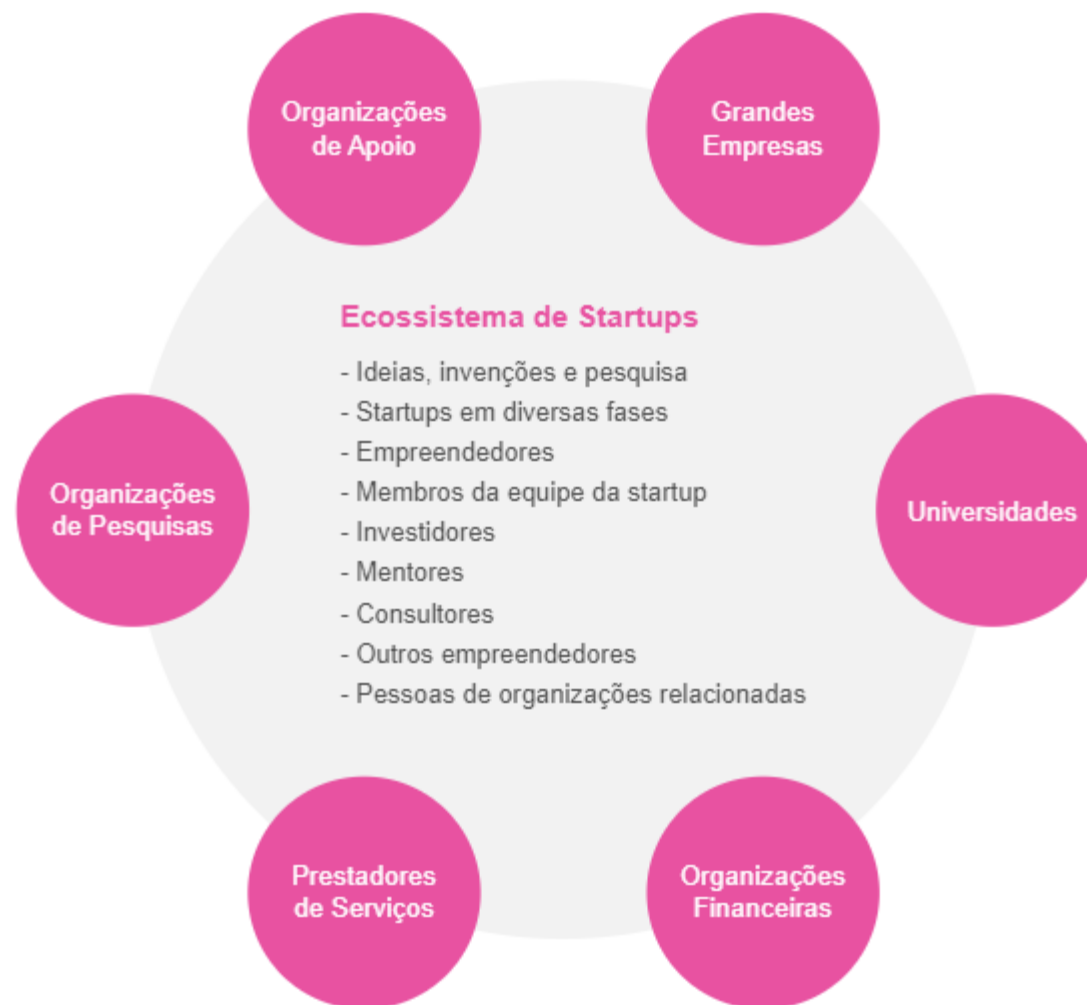 Organizações
de Apoio
Grandes
Empresas
Ecossistema de Startups
- Ideias, invenções e pesquisa
- Startups em diversas fases
- Empreendedores
- Membros da equipe da startup
- Investidores
- Mentores
- Consultores
- Outros empreendedores
- Pessoas de organizações relacionadas
Organizações
de Pesquisas
Universidades
Prestadores
de Serviços
Organizações
Financeiras